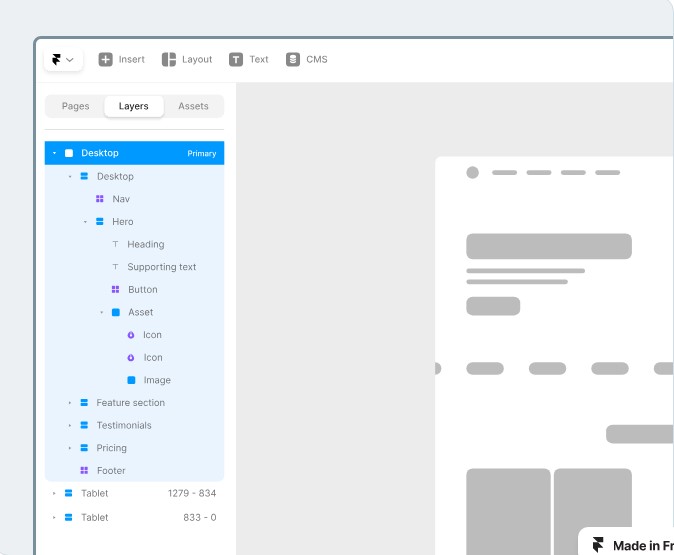 Insert Layout Text CMS
Pages Layers Assets
Desktop Primary
Desktop
Nav
Hero
Heading
Supporting text
Button
Asset
Icon
Icon
Image
Feature section
Testimonials
Pricing
Footer
Tablet 1279 - 834
Tablet 833 - 0
Made in Fr